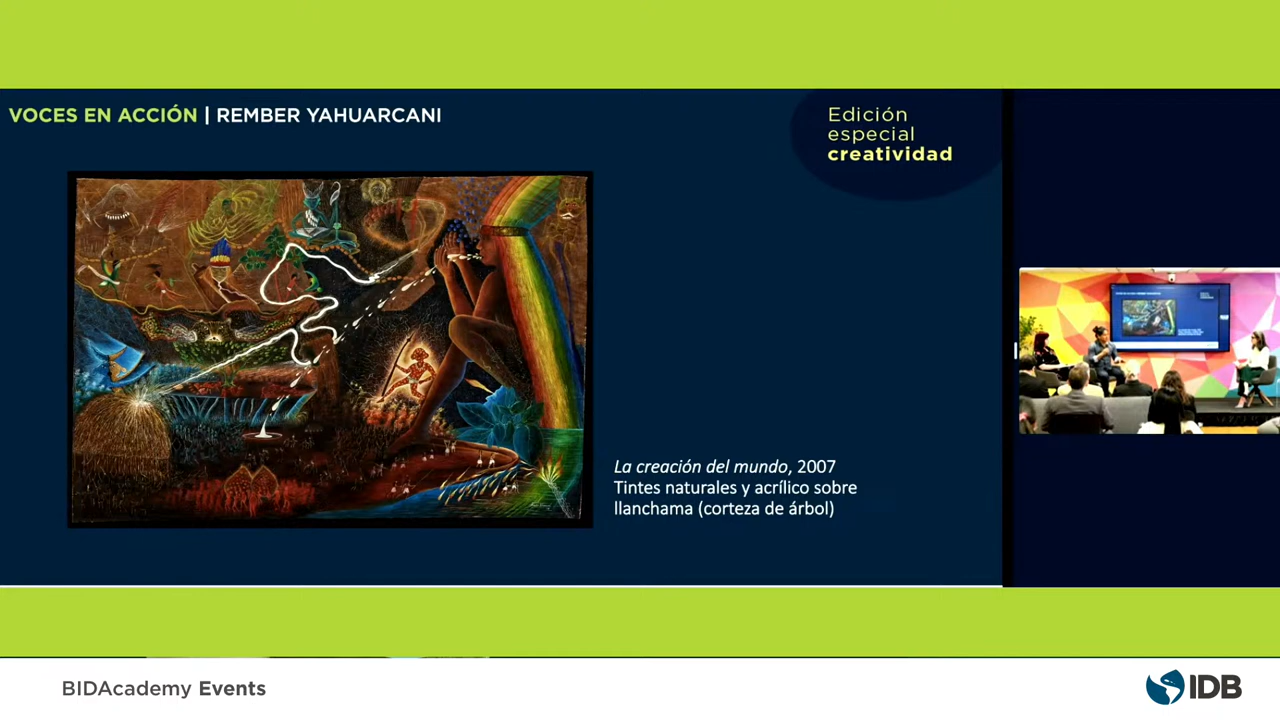 VOCES EN ACCIÓN | REMBER YAHUARCANI
Edición
especial
creatividad
La creación del mundo, 2007
Tintes naturales y acrílico sobre
llanchama (corteza de árbol)
BIDAcademy Events
IDB